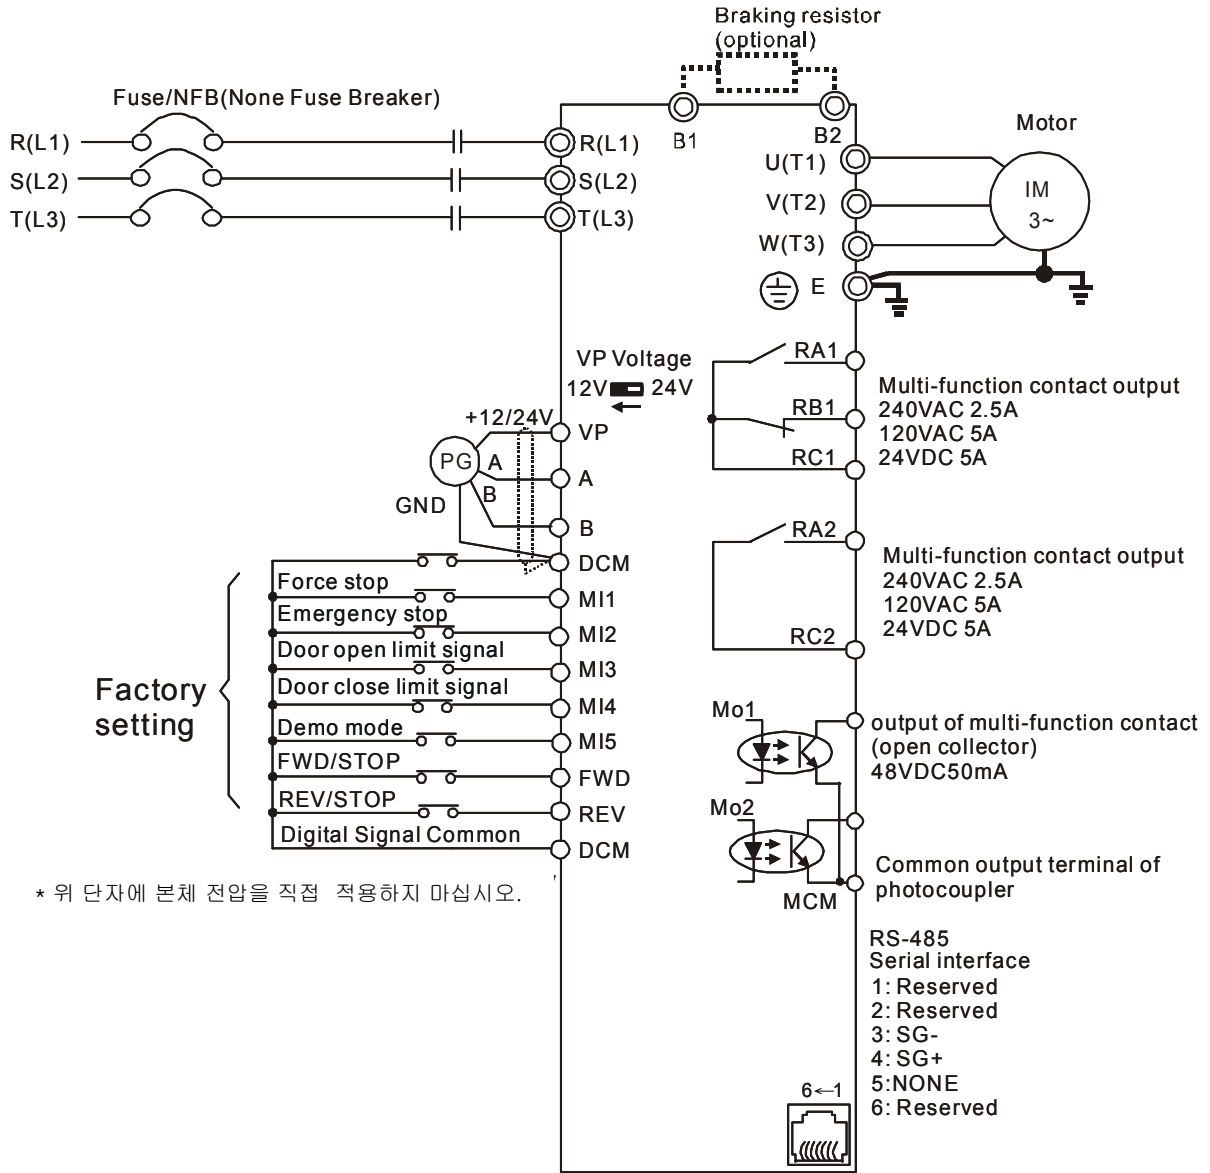 Braking resistor
(optional)
Fuse/NFB(None Fuse Breaker)
B1
B2
Motor
R(L1)
R(L1)
U(T1)
S(L2)
S(L2)
IM
3~
V(T2)
T(L3)
T(L3)
W(T3)
E
VP Voltage
12V
24V
RA1
Multi-function contact output
240VAC 2.5A
120VAC 5A
24VDC 5A
RB1
RC1
+12/24V
VP
PG
A
A
B
B
GND
DCM
RA2
Multi-function contact output
240VAC 2.5A
120VAC 5A
24VDC 5A
RC2
Factory
setting
Force stop
MI1
Emergency stop
MI2
Door open limit signal
MI3
Door close limit signal
MI4
Demo mode
MI5
FWD/STOP
FWD
REV/STOP
REV
Digital Signal Common
DCM
* 위 단자에 본체 전압을 직접 적용하지 마십시오.
Mo1
output of multi-function contact
(open collector)
48VDC50mA
Mo2
Common output terminal of
photocoupler
MCM
RS-485
Serial interface
1: Reserved
2: Reserved
3: SG-
4: SG+
5:NONE
6: Reserved
6←1